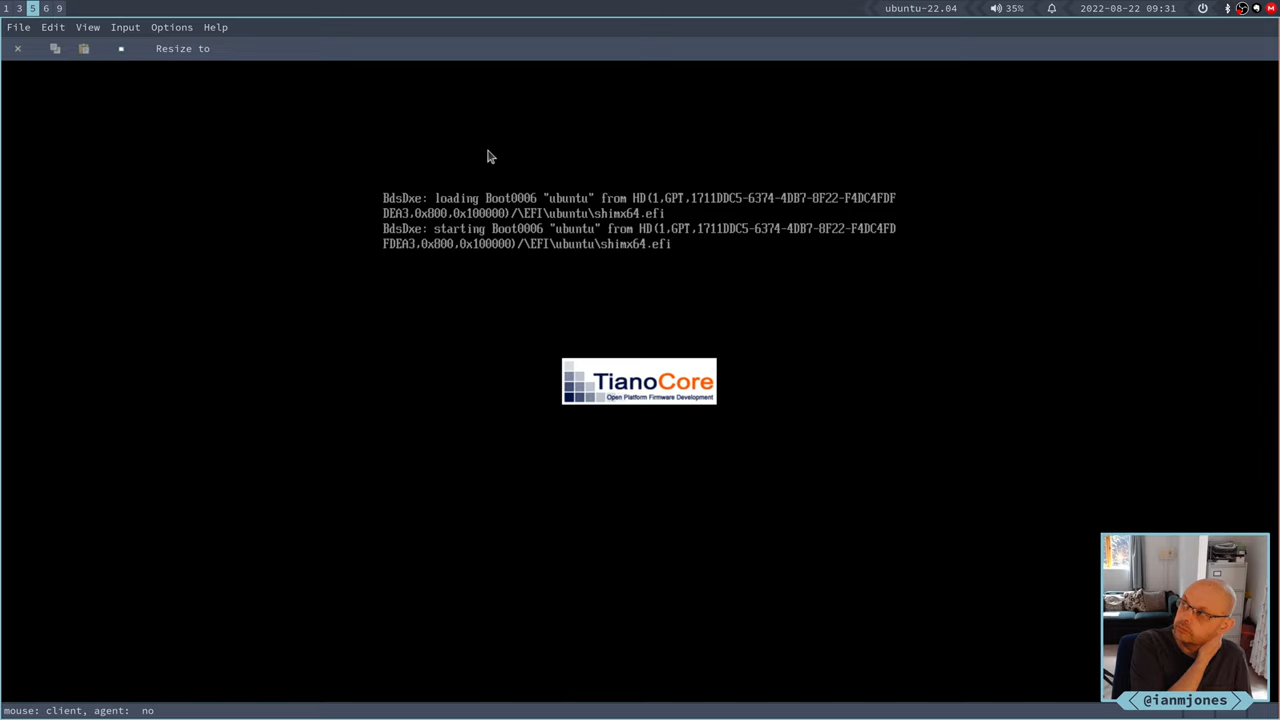 1 3 5 6 9
ubuntu-22.04 35% 2022-08-22 09:31
File Edit View Input Options Help
Resize to
BdsDxe: loading Boot0006 "ubuntu" from HD(1,GPT,1711DDC5-6374-4DB7-8F22-F4DC4FDF
DEA3,0x800,0x100000)/\EFI\ubuntu\shimx64.efi
BdsDxe: starting Boot0006 "ubuntu" from HD(1,GPT,1711DDC5-6374-4DB7-8F22-F4DC4FD
FDEA3,0x800,0x100000)/\EFI\ubuntu\shimx64.efi
TianoCore
Open Platform Firmware Development
@ianmjones
mouse: client, agent: no